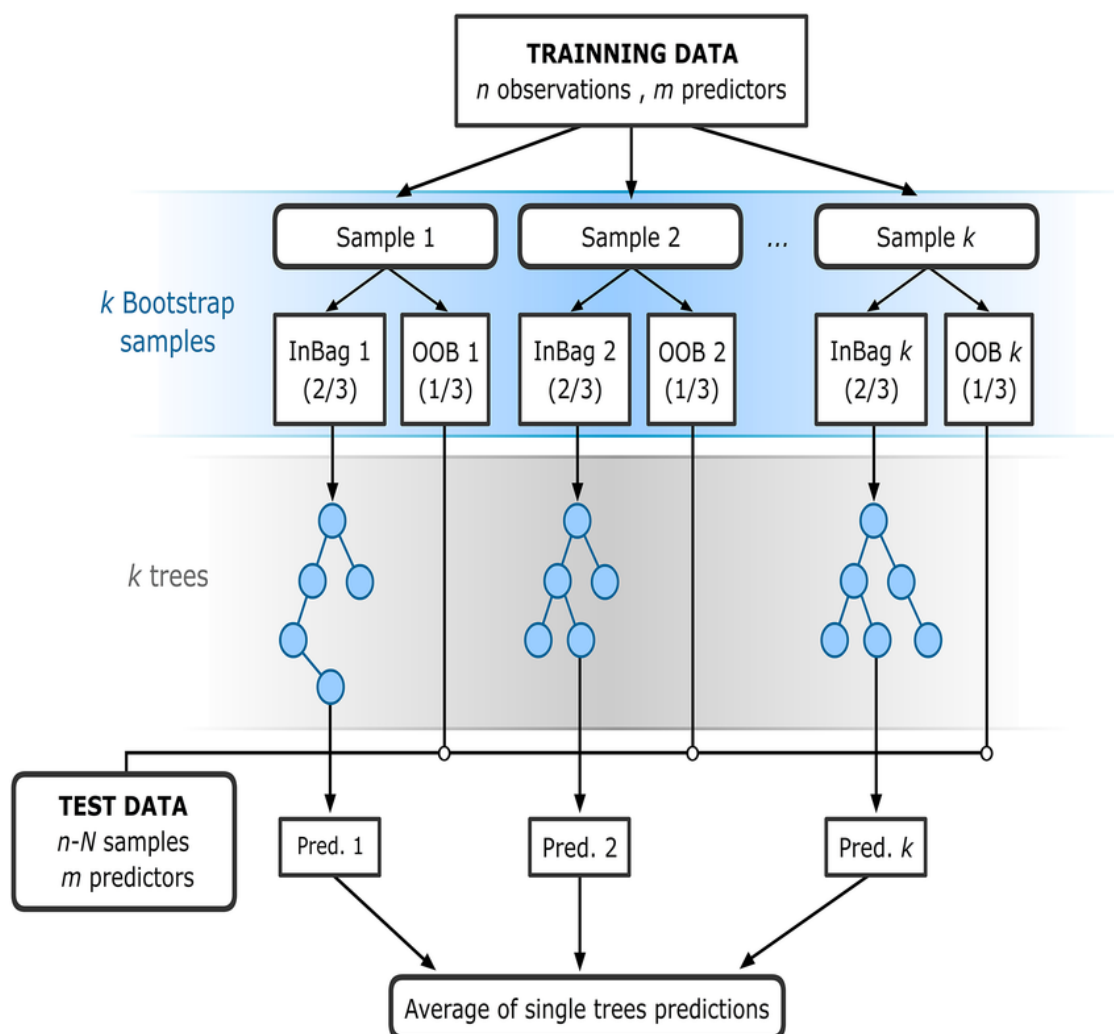 TRAINNING DATA
n observations , m predictors
Sample 1
Sample 2
...
Sample k
k Bootstrap
samples
InBag 1
(2/3)
OOB 1
(1/3)
InBag 2
(2/3)
OOB 2
(1/3)
InBag k
(2/3)
OOB k
(1/3)
k trees
TEST DATA
n-N samples
m predictors
Pred. 1
Pred. 2
Pred. k
Average of single trees predictions